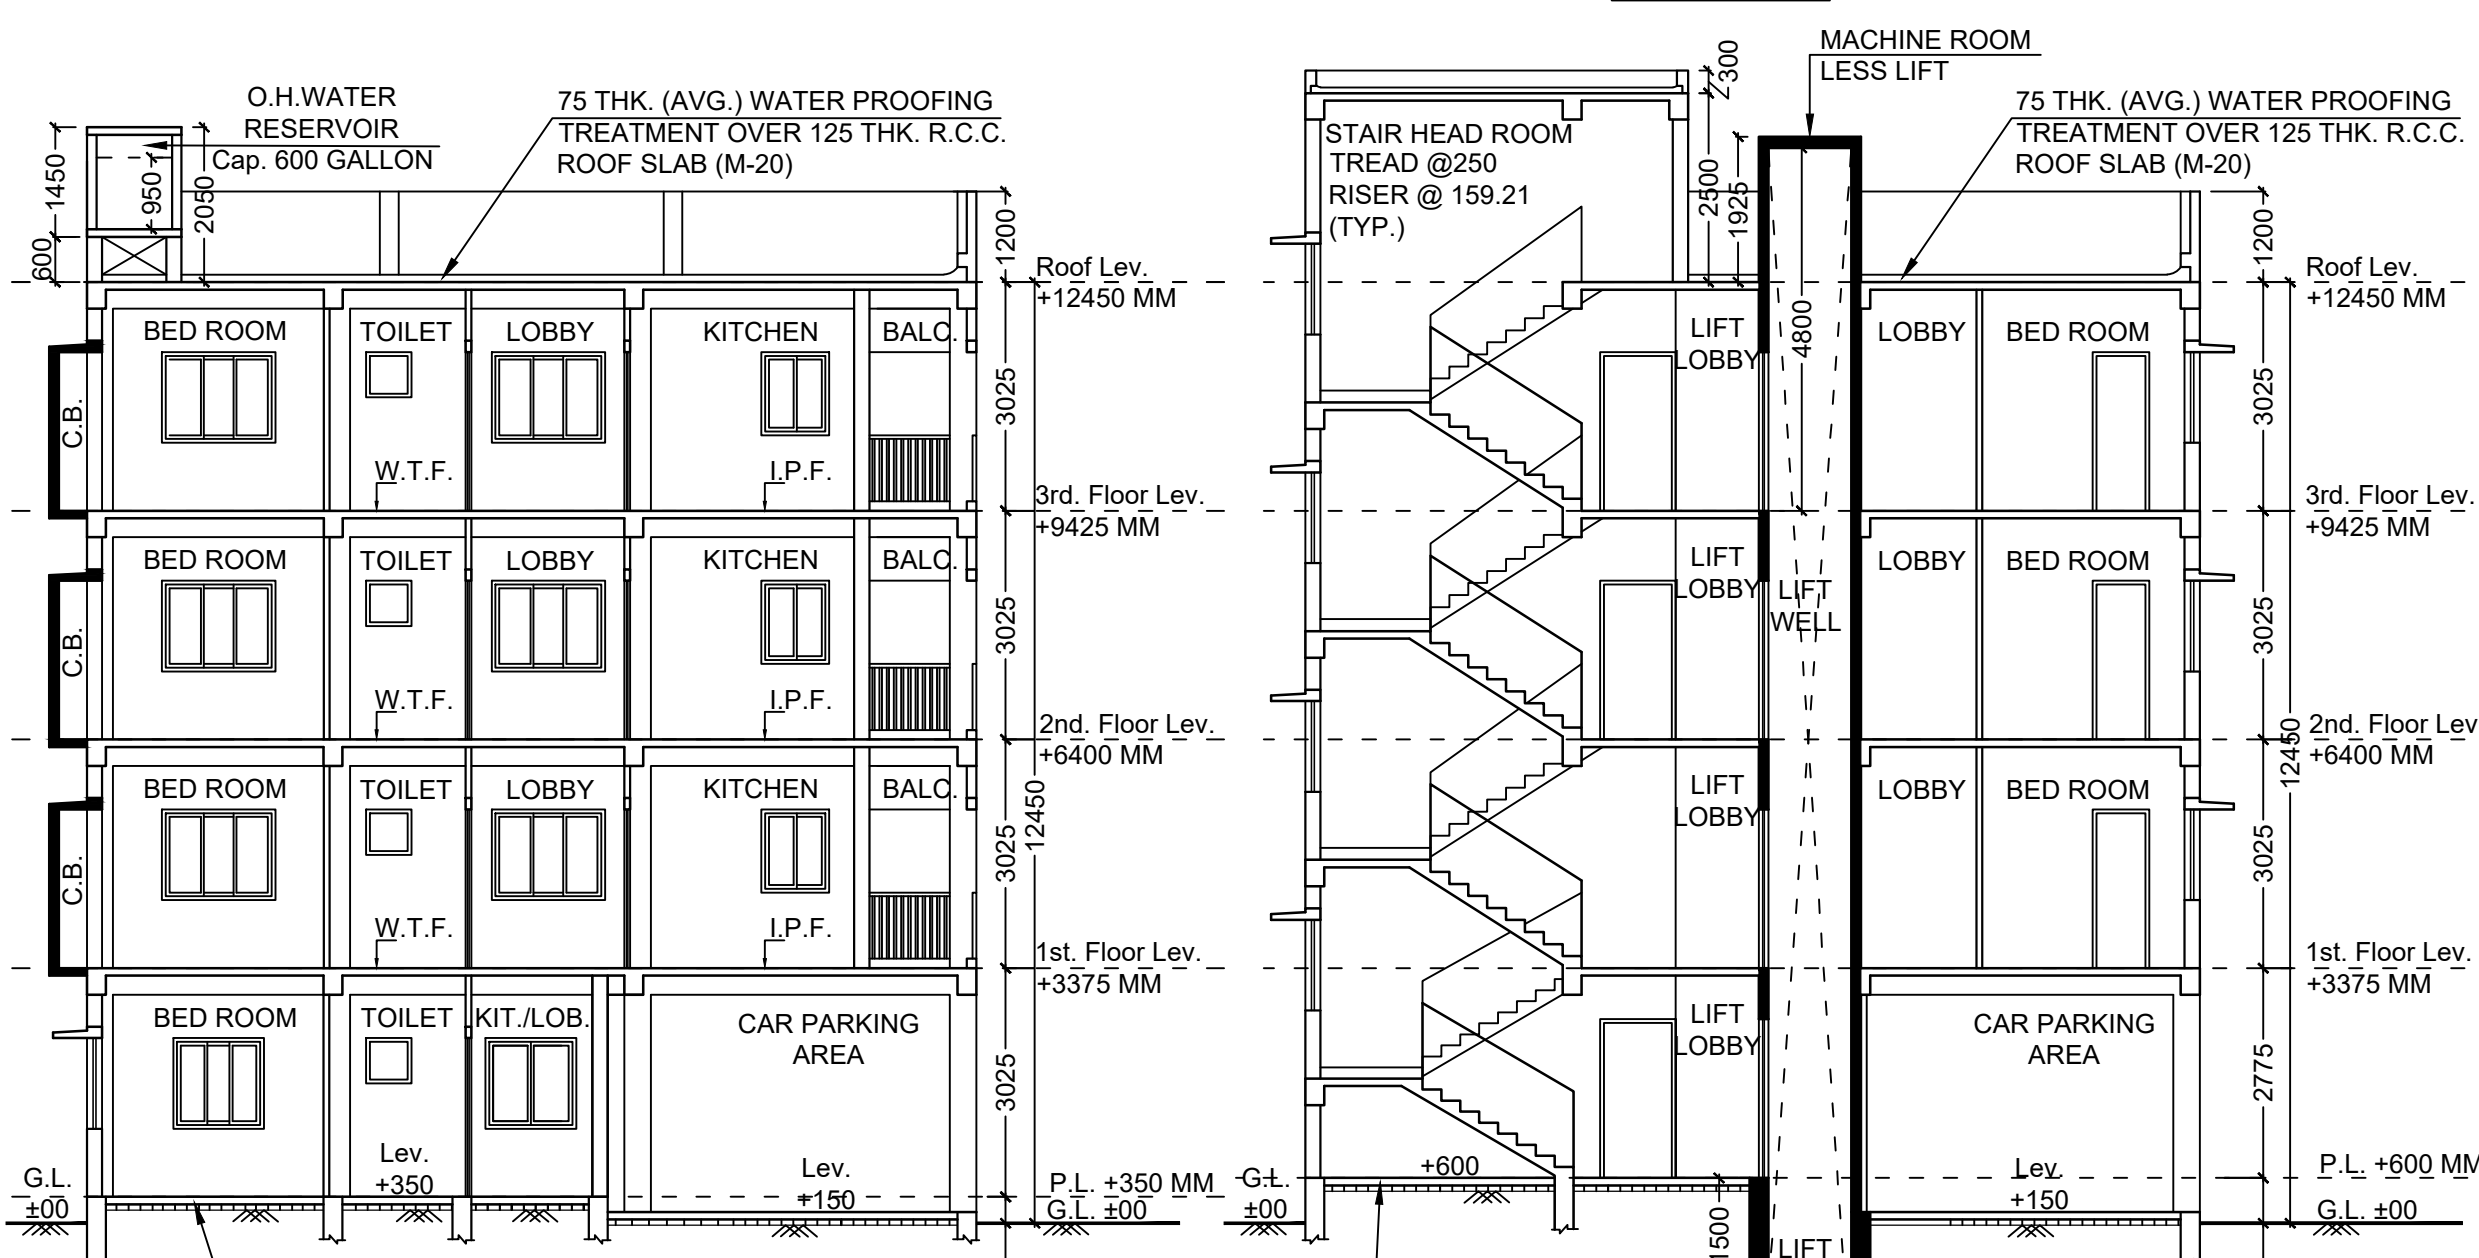 O.H.WATER
RESERVOIR
Cap. 600 GALLON
75 THK. (AVG.) WATER PROOFING
TREATMENT OVER 125 THK. R.C.C.
ROOF SLAB (M-20)
1450
950
2050
600
1200
Roof Lev.
+12450 MM
BED ROOM
TOILET
LOBBY
KITCHEN
BALC.
C.B.
W.T.F.
I.P.F.
3025
3rd. Floor Lev.
+9425 MM
BED ROOM
TOILET
LOBBY
KITCHEN
BALC.
C.B.
W.T.F.
I.P.F.
3025
2nd. Floor Lev.
+6400 MM
BED ROOM
TOILET
LOBBY
KITCHEN
BALC.
C.B.
W.T.F.
I.P.F.
3025
12450
1st. Floor Lev.
+3375 MM
BED ROOM
TOILET
KIT./LOB.
CAR PARKING
AREA
3025
Lev.
+350
Lev.
+150
G.L.
±00
P.L. +350 MM
G.L. ±00
MACHINE ROOM
LESS LIFT
300
STAIR HEAD ROOM
TREAD @250
RISER @ 159.21
(TYP.)
2500
1925
75 THK. (AVG.) WATER PROOFING
TREATMENT OVER 125 THK. R.C.C.
ROOF SLAB (M-20)
1200
Roof Lev.
+12450 MM
LIFT
LOBBY
4800
LOBBY
BED ROOM
3025
3rd. Floor Lev.
+9425 MM
LIFT
LOBBY
LIFT
WELL
LOBBY
BED ROOM
3025
2nd. Floor Lev
+6400 MM
12450
LIFT
LOBBY
LOBBY
BED ROOM
3025
1st. Floor Lev.
+3375 MM
LIFT
LOBBY
CAR PARKING
AREA
2775
+600
Lev.
+150
G.L.
±00
P.L. +600 MM
G.L. ±00
1500
LIFT